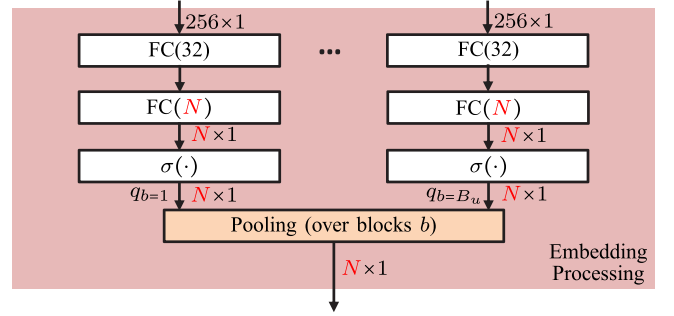 256×1 256×1
FC(32) ... FC(32)
FC(N) FC(N)
N×1 N×1
σ(·) σ(·)
q_{b=1} N×1 q_{b=B_u} N×1
Pooling (over blocks b)
N×1
Embedding
Processing